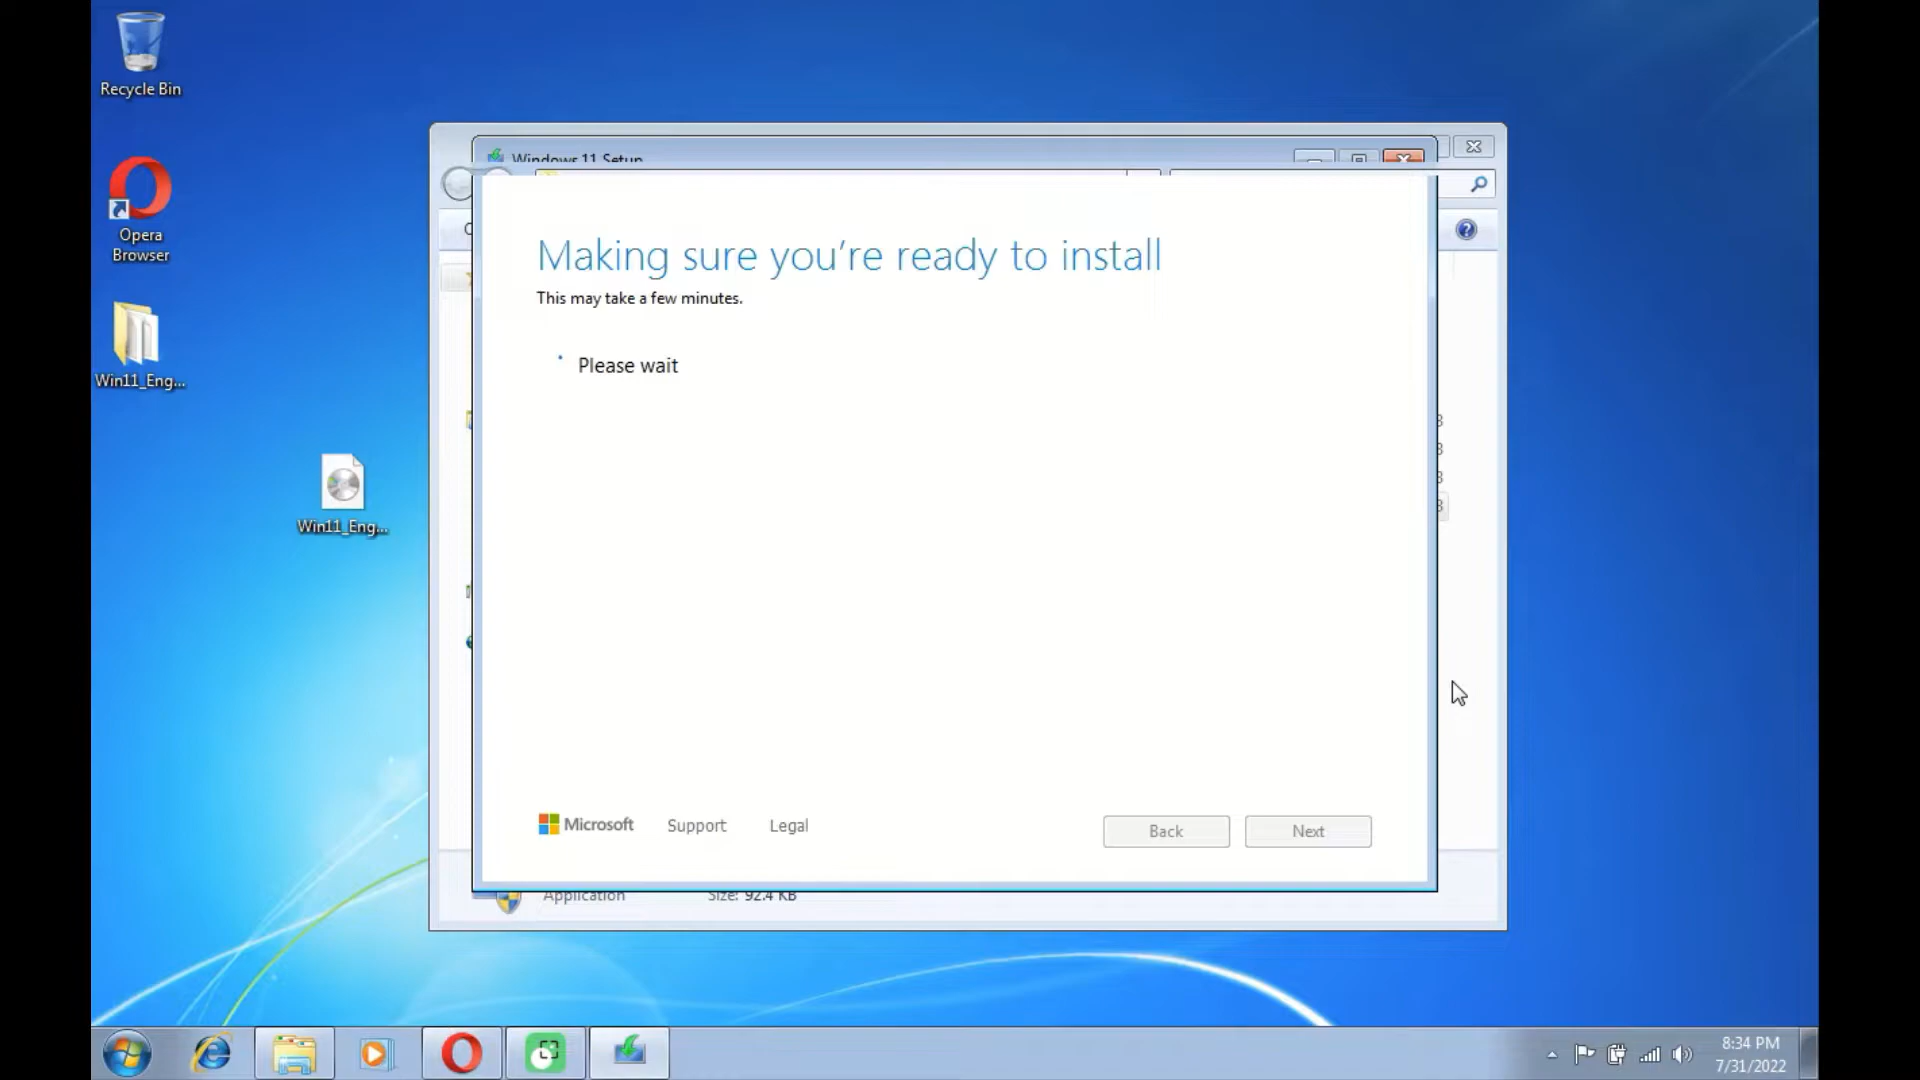 Recycle Bin
Opera
Browser
Win11_Eng...
Win11_Eng...
Windows 11 Setup
Making sure you're ready to install
This may take a few minutes.
Please wait
Microsoft
Support
Legal
Back
Next
Application
Size: 92.4 KB
8:34 PM
7/31/2022